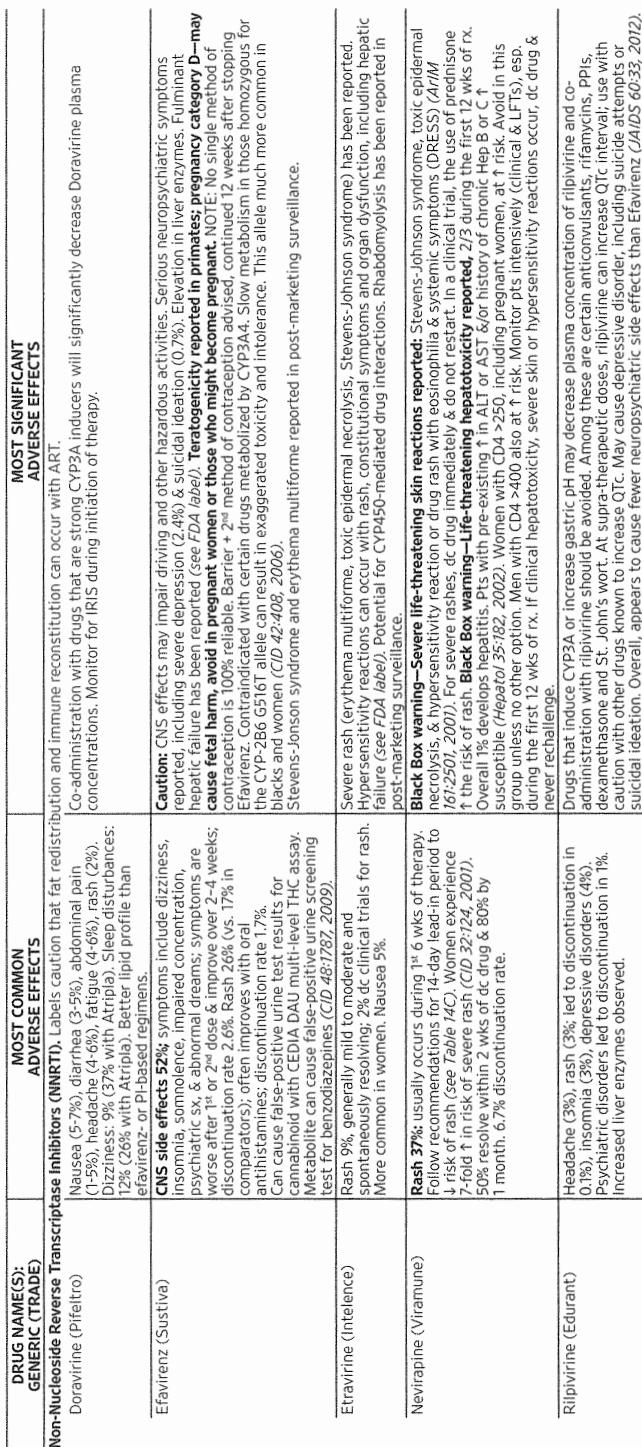 DRUG NAME(S):
GENERIC (TRADE)
MOST COMMON
ADVERSE EFFECTS
MOST SIGNIFICANT
ADVERSE EFFECTS
Non-Nucleoside Reverse Transcriptase Inhibitors (NNRTI). Labels caution that fat redistribution and immune reconstitution can occur with ART.
Doravirine (Pifeltro)
Nausea (5-7%), diarrhea (3-5%), abdominal pain
(1-5%), headache (4-6%), fatigue (4-6%), rash (2%).
Dizziness: 9% (37% with Atripla). Sleep disturbances:
12% (26% with Atripla). Better lipid profile than
efavirenz- or PI-based regimens.
Co-administration with drugs that are strong CYP3A inducers will significantly decrease Doravirine plasma
concentrations. Monitor for IRIS during initiation of therapy.
Efavirenz (Sustiva)
CNS side effects 52%; symptoms include dizziness,
insomnia, somnolence, impaired concentration,
psychiatric sx, & abnormal dreams; symptoms are
worse after 1st or 2nd dose & improve over 2-4 weeks;
discontinuation rate 2.6%. Rash 26% (vs. 17% in
comparators); often improves with oral
antihistamines; discontinuation rate 1.7%.
Can cause false-positive urine test results for
cannabinoid with CEDIA DAU multi-level THC assay.
Metabolite can cause false-positive urine screening
test for benzodiazepines (CID 48:1787, 2009).
Caution: CNS effects may impair driving and other hazardous activities. Serious neuropsychiatric symptoms
reported, including severe depression (2.4%) & suicidal ideation (0.7%). Elevation in liver enzymes. Fulminant
hepatic failure has been reported (see FDA label). Teratogenicity reported in primates; pregnancy category D—may
cause fetal harm, avoid in pregnant women or those who might become pregnant. NOTE: No single method of
contraception is 100% reliable. Barrier + 2nd method of contraception advised, continued 12 weeks after stopping
Efavirenz. Contraindicated with certain drugs metabolized by CYP3A4. Slow metabolism in those homozygous for
the CYP-2B6 G516T allele can result in exaggerated toxicity and intolerance. This allele much more common in
blacks and women (CID 42:408, 2006).
Stevens-Jonson syndrome and erythema multiforme reported in post-marketing surveillance.
Etravirine (Intelence)
Rash 9%, generally mild to moderate and
spontaneously resolving; 2% dc clinical trials for rash.
More common in women. Nausea 5%.
Severe rash (erythema multiforme, toxic epidermal necrolysis, Stevens-Johnson syndrome) has been reported.
Hypersensitivity reactions can occur with rash, constitutional symptoms and organ dysfunction, including hepatic
failure (see FDA label). Potential for CYP450-mediated drug interactions. Rhabdomyolysis has been reported in
post-marketing surveillance.
Nevirapine (Viramune)
Rash 37%: usually occurs during 1st 6 wks of therapy.
Follow recommendations for 14-day lead-in period to
↓ risk of rash (see Table 14C). Women experience
7-fold ↑ in risk of severe rash (CID 32:124, 2001).
50% resolve within 2 wks of dc drug & 80% by
1 month. 6.7% discontinuation rate.
Black Box warning—Severe life-threatening skin reactions reported: Stevens-Johnson syndrome, toxic epidermal
necrolysis, & hypersensitivity reaction or drug rash with eosinophilia & systemic symptoms (DRESS) (ArIM
161:2501, 2001). For severe rashes, dc drug immediately & do not restart. In a clinical trial, the use of prednisone
↑ the risk of rash. Black Box warning—Life-threatening hepatotoxicity reported, 2/3 during the first 12 wks of rx.
Overall 1% develops hepatitis. Pts with pre-existing ↑ in ALT or AST &/or history of chronic Hep B or C ↑
susceptible (Hepatol 35:182, 2002). Women with CD4 >250, including pregnant women, at ↑ risk. Avoid in this
group unless no other option. Men with CD4 >400 also at ↑ risk. Monitor pts intensively (clinical & LFTs), esp.
during the first 12 wks of rx. If clinical hepatotoxicity, severe skin or hypersensitivity reactions occur, dc drug &
never rechallenge.
Rilpivirine (Edurant)
Headache (3%), rash (3%; led to discontinuation in
0.1%), insomnia (3%), depressive disorders (4%).
Psychiatric disorders led to discontinuation in 1%.
Increased liver enzymes observed.
Drugs that induce CYP3A or increase gastric pH may decrease plasma concentration of rilpivirine and co-
administration with rilpivirine should be avoided. Among these are certain anticonvulsants, rifamycins, PPIs,
dexamethasone and St. John's wort. At supra-therapeutic doses, rilpivirine can increase QTc interval; use with
caution with other drugs known to increase QTc. May cause depressive disorder, including suicide attempts or
suicidal ideation. Overall, appears to cause fewer neuropsychiatric side effects than Efavirenz (JAIDS 60:33, 2012).